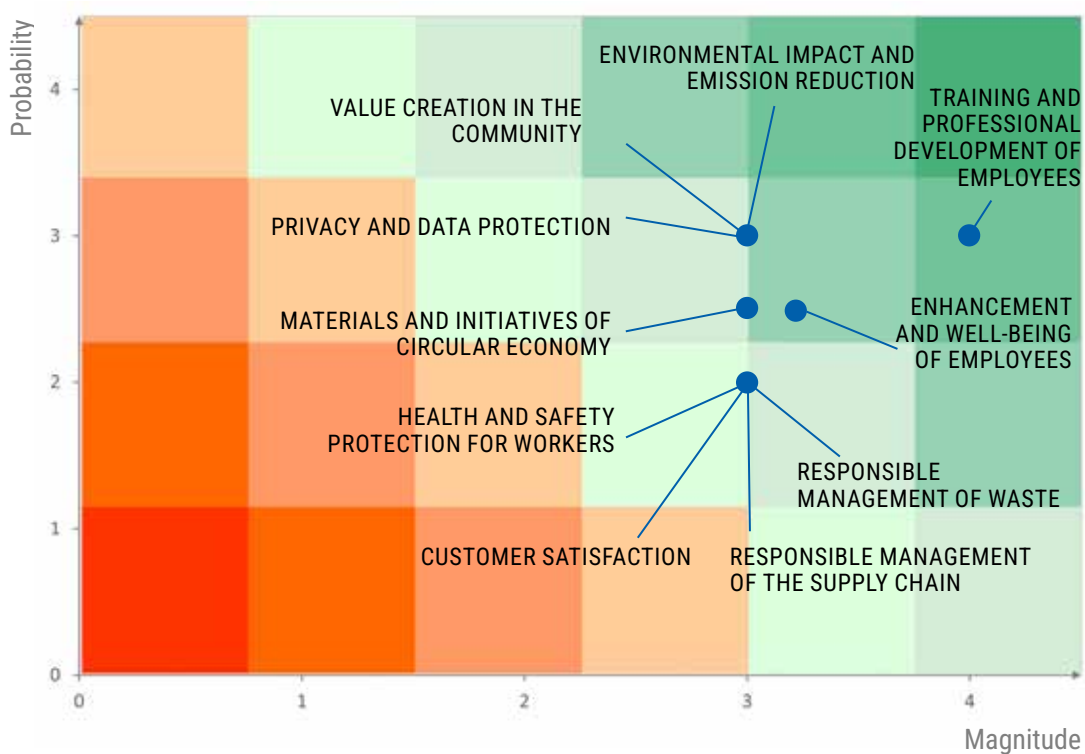 Probability
4
3
2
1
0
ENVIRONMENTAL IMPACT AND
EMISSION REDUCTION
VALUE CREATION IN THE
COMMUNITY
TRAINING AND
PROFESSIONAL
DEVELOPMENT OF
EMPLOYEES
PRIVACY AND DATA PROTECTION
MATERIALS AND INITIATIVES OF
CIRCULAR ECONOMY
ENHANCEMENT
AND WELL-BEING
OF EMPLOYEES
HEALTH AND SAFETY
PROTECTION FOR WORKERS
RESPONSIBLE
MANAGEMENT OF WASTE
CUSTOMER SATISFACTION
RESPONSIBLE MANAGEMENT
OF THE SUPPLY CHAIN
0 1 2 3 4
Magnitude